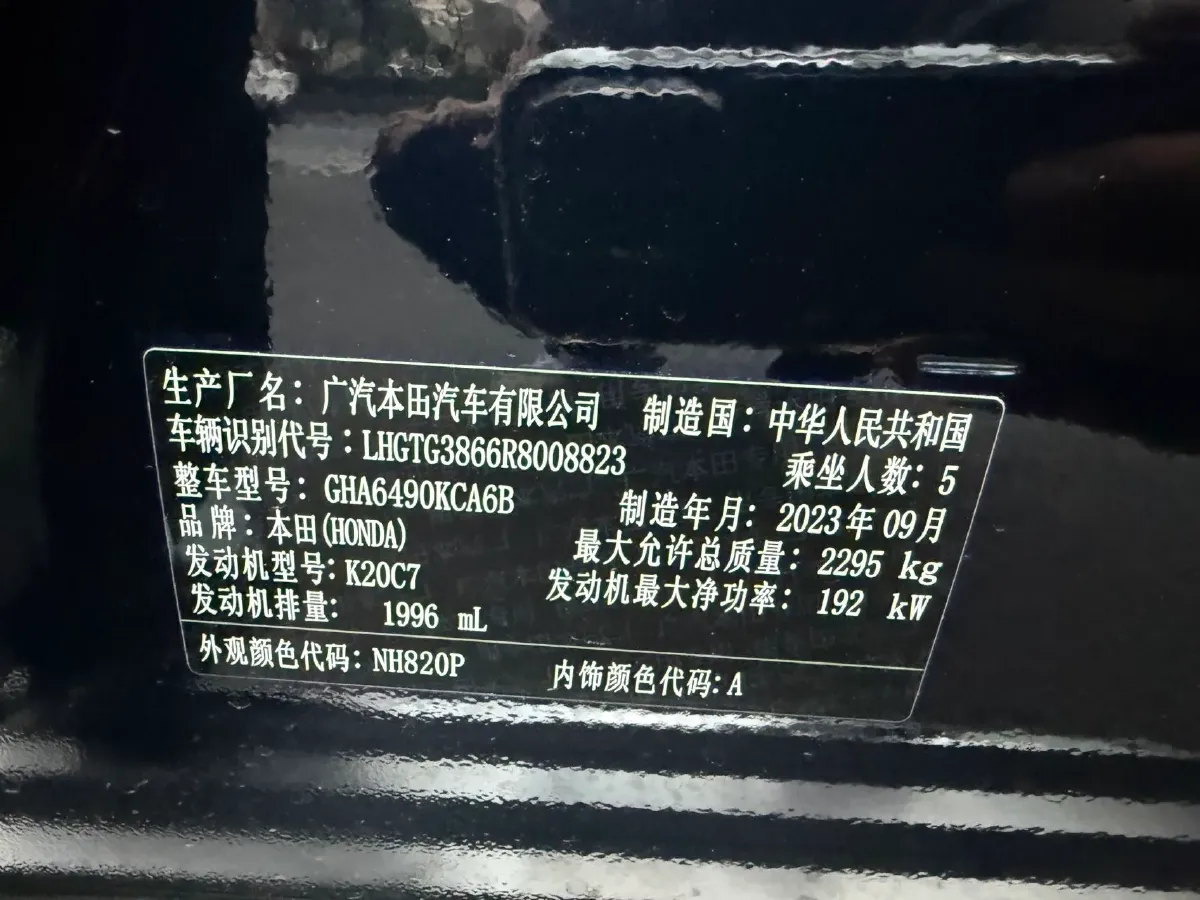 生产厂名：广汽本田汽车有限公司 制造国：中华人民共和国
车辆识别代号：LHGTG3866R8008823 乘坐人数：5
整车型号：GHA6490KCA6B 制造年月：2023年09月
品牌：本田(HONDA) 最大允许总质量：2295 kg
发动机型号：K20C7 发动机最大净功率：192 kW
发动机排量： 1996 mL
外观颜色代码：NH820P 内饰颜色代码：A